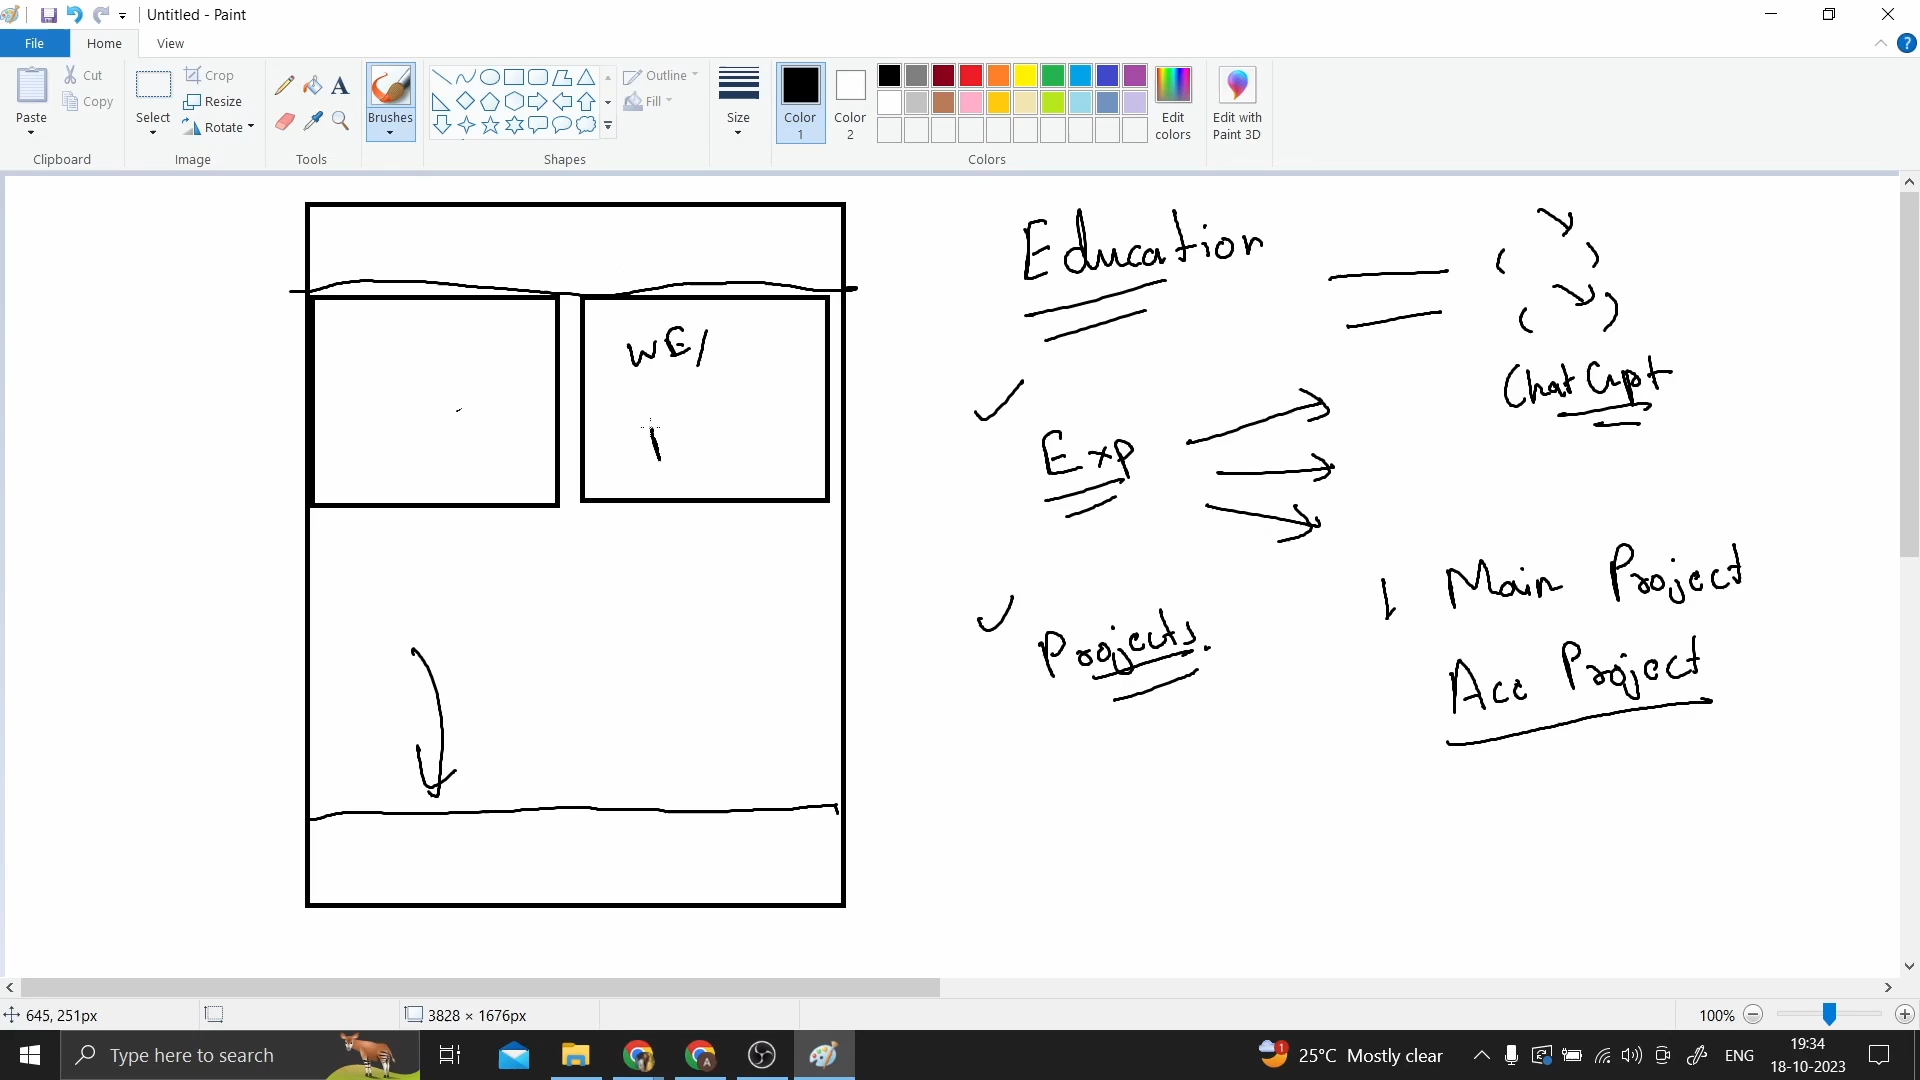 Untitled - Paint
File Home View
Paste
Cut
Copy
Clipboard
Select
Crop
Resize
Rotate
Image
Tools
Brushes
Outline
Fill
Shapes
Size
Color 1
Color 2
Edit colors
Colors
Edit with Paint 3D
Education
WE/
ChatGpt
Exp
Projects.
Main Project
Acc Project
645, 251px
3828 × 1676px
100%
Type here to search
1
25°C Mostly clear
ENG
19:34
18-10-2023